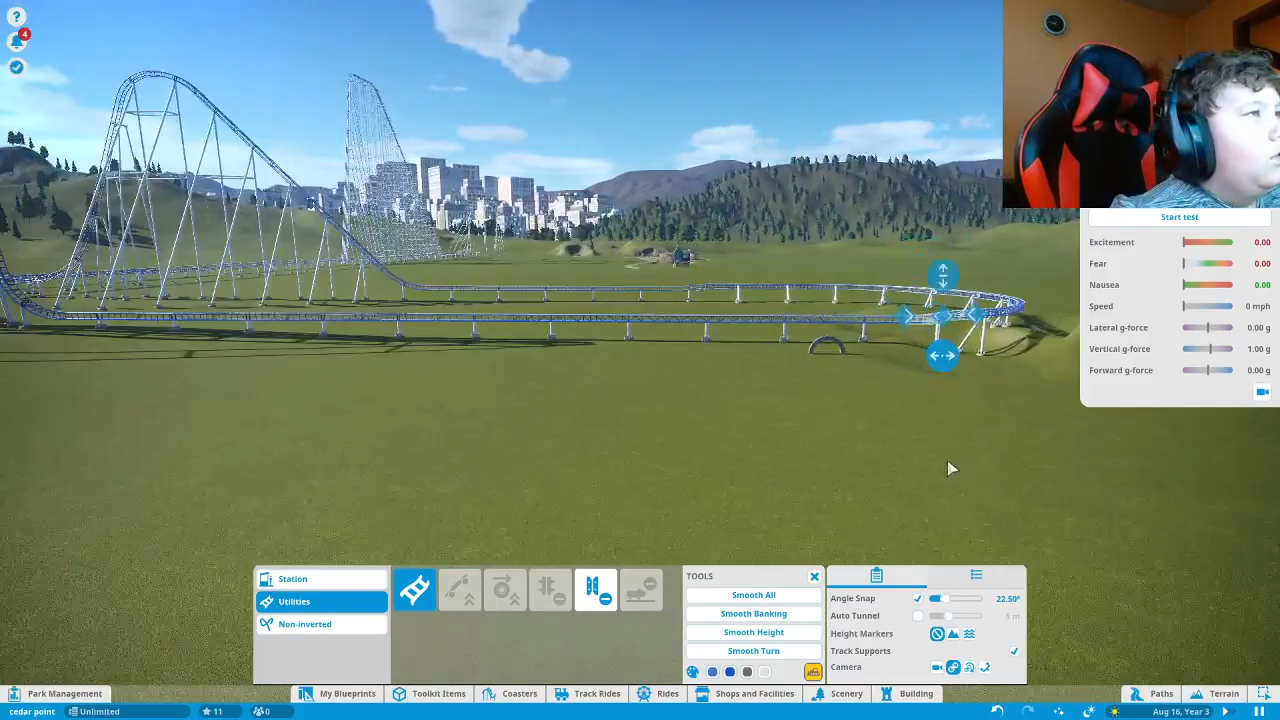 ?
4
Start test
Excitement 0.00
Fear 0.00
Nausea 0.00
Speed 0 mph
Lateral g-force 0.00 g
Vertical g-force 1.00 g
Forward g-force 0.00 g
Station
Utilities
Non-inverted
TOOLS
Smooth All
Smooth Banking
Smooth Height
Smooth Turn
Angle Snap 22.50°
Auto Tunnel 5 m
Height Markers
Track Supports
Camera
Park Management
My Blueprints
Toolkit Items
Coasters
Track Rides
Rides
Shops and Facilities
Scenery
Building
Paths
Terrain
cedar point
Unlimited
11
0
Aug 16, Year 3